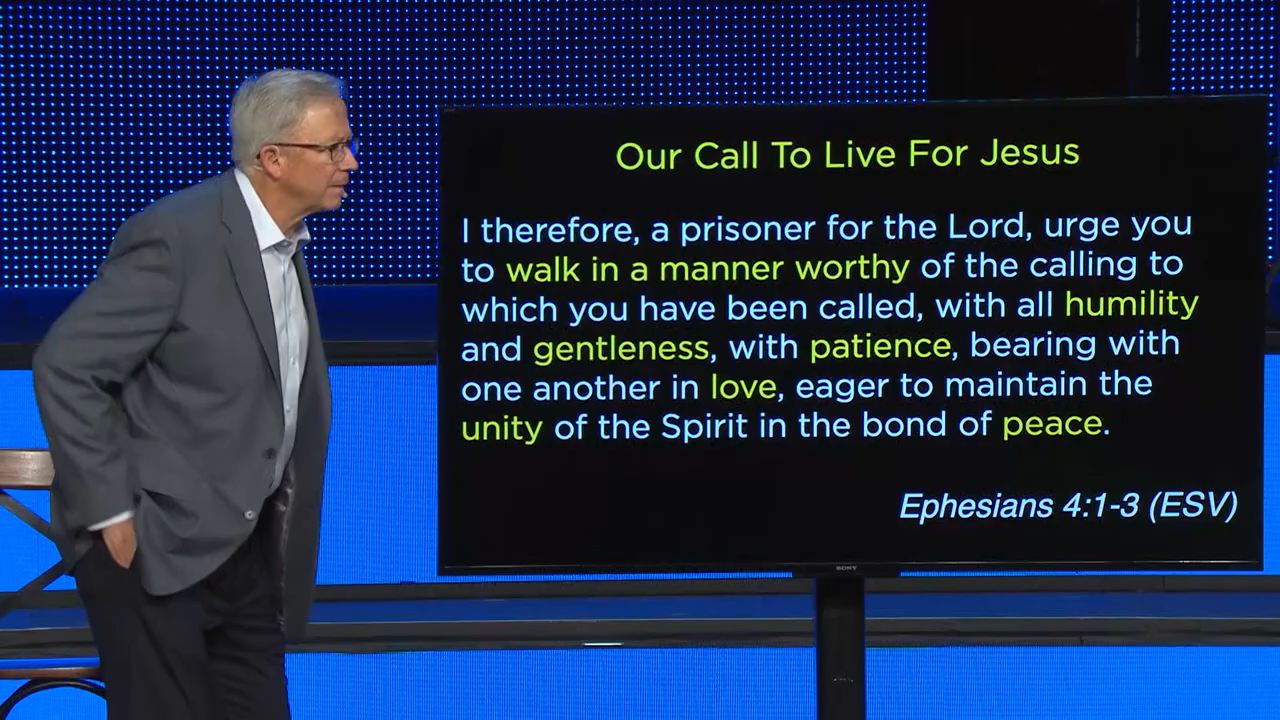 Our Call To Live For Jesus
I therefore, a prisoner for the Lord, urge you
to walk in a manner worthy of the calling to
which you have been called, with all humility
and gentleness, with patience, bearing with
one another in love, eager to maintain the
unity of the Spirit in the bond of peace.
Ephesians 4:1-3 (ESV)
SONY